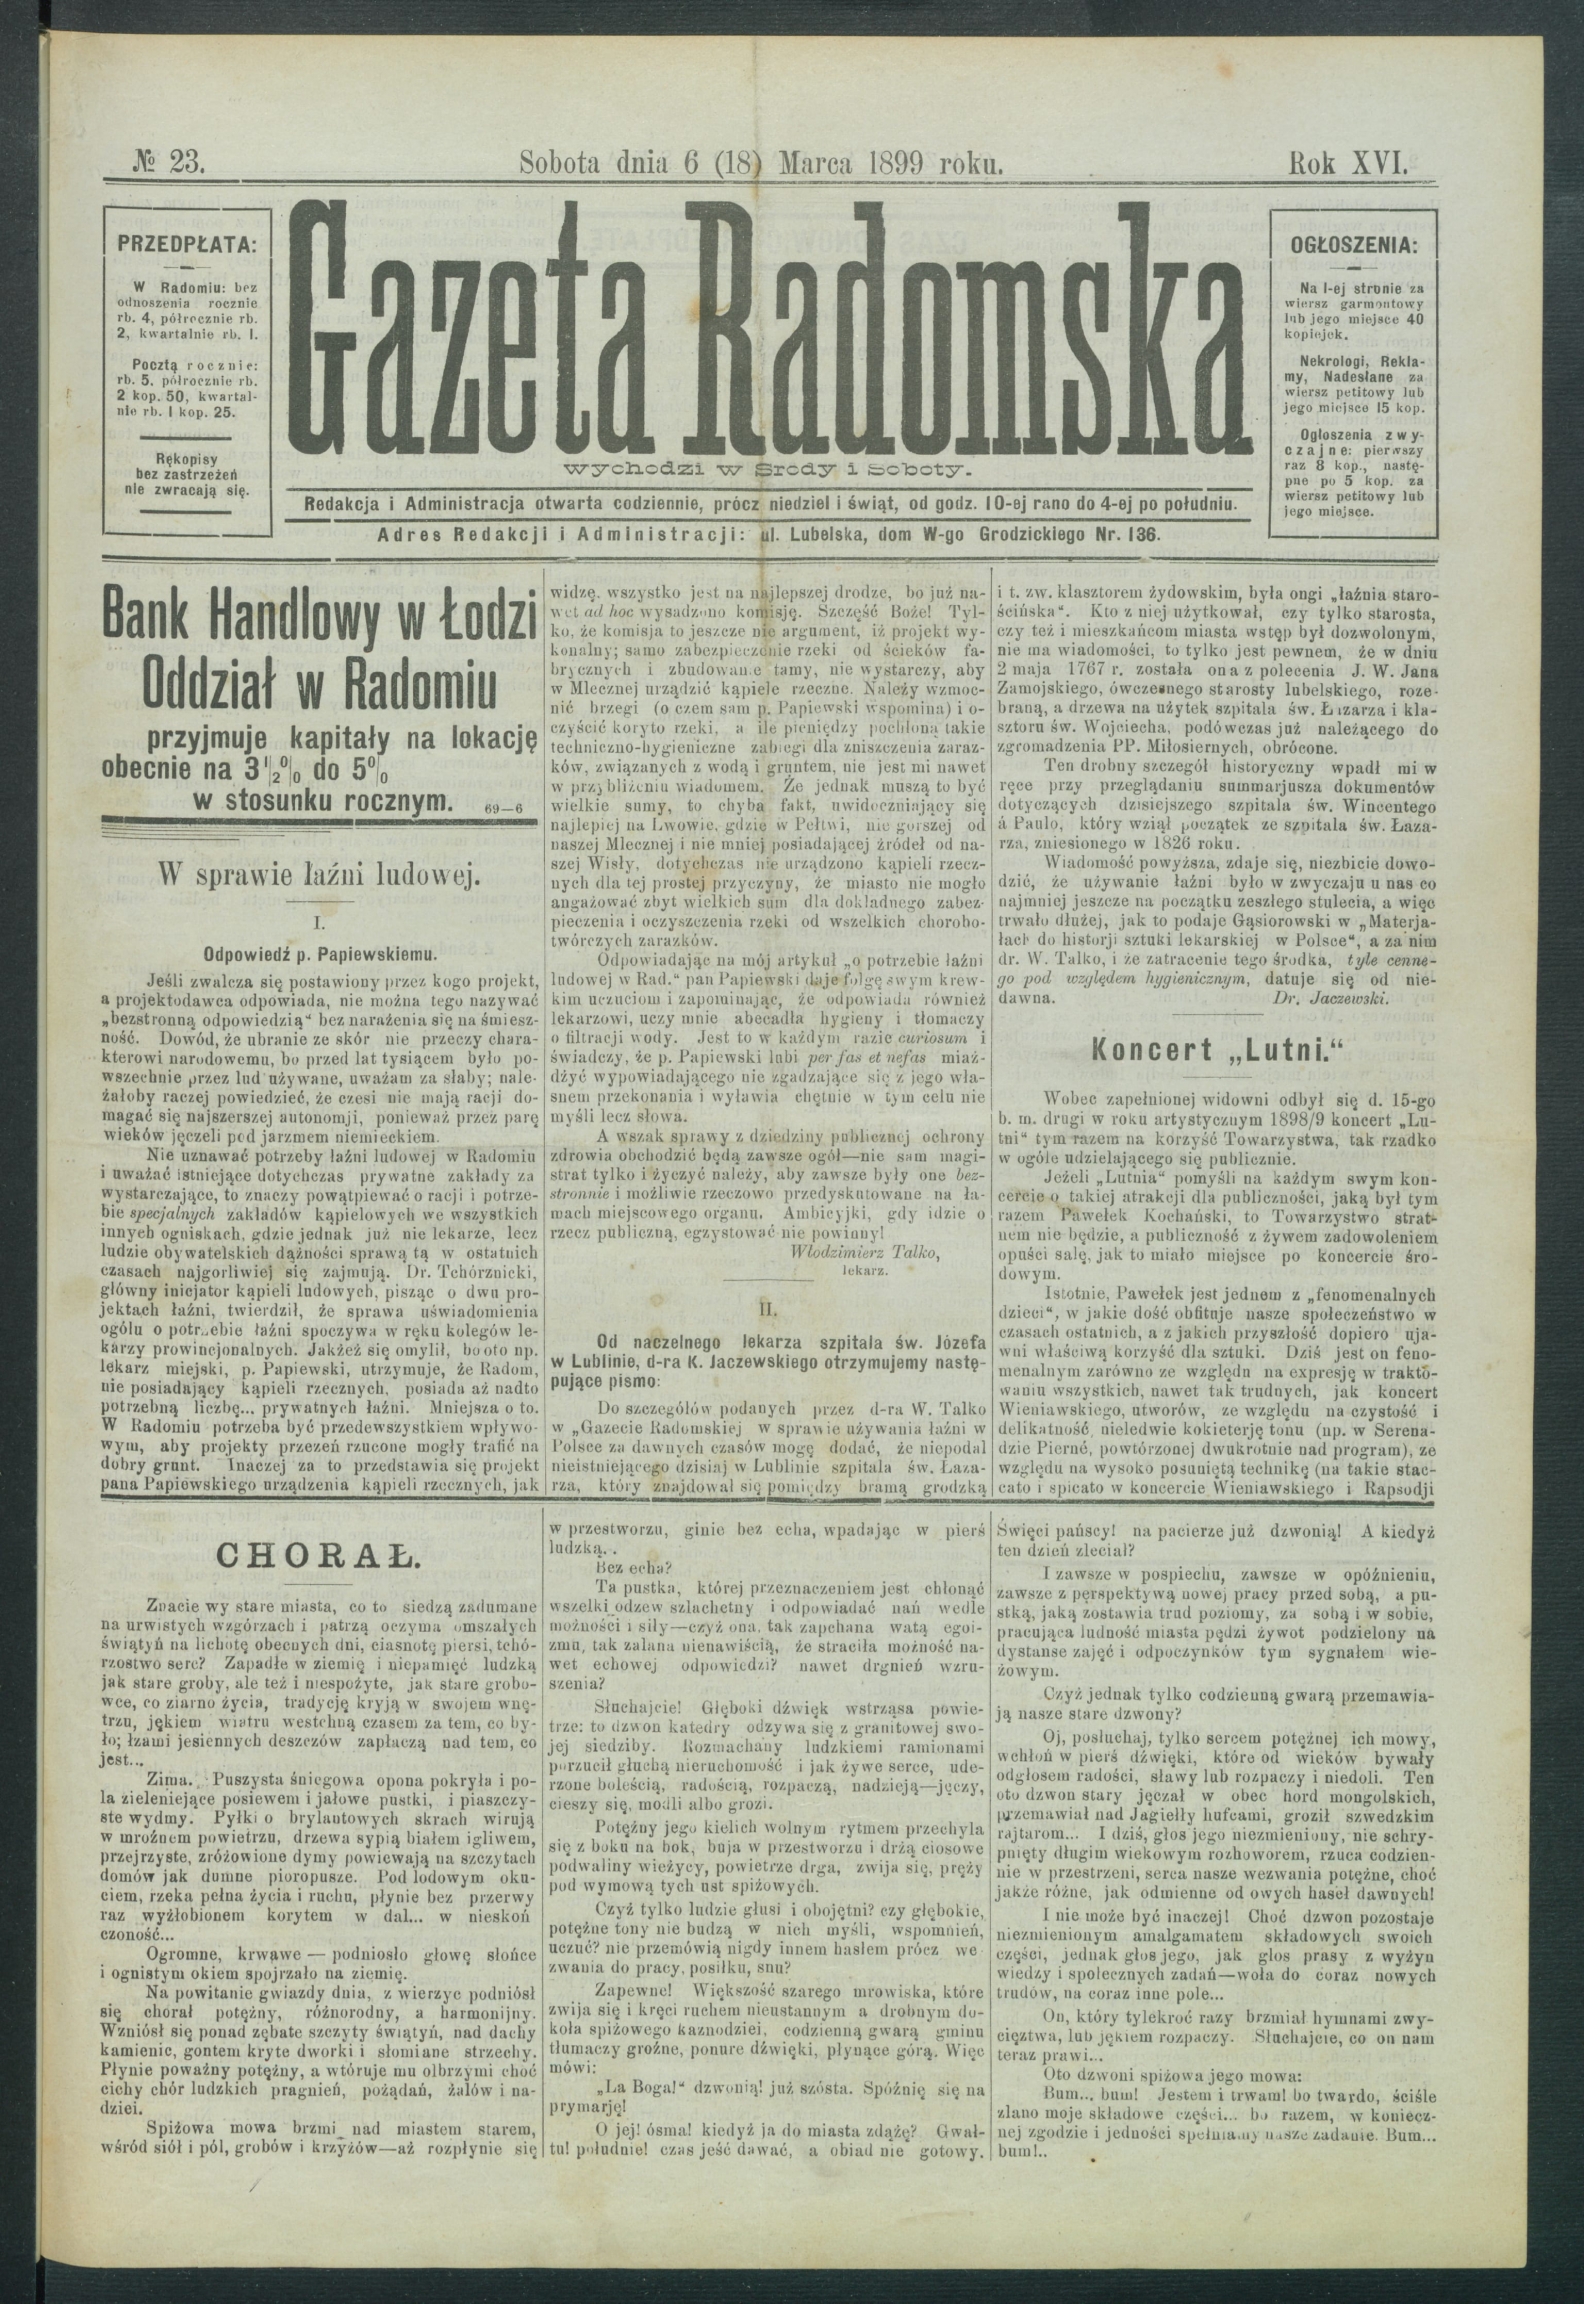 № 23.
Sobota dnia 6 (18) Marca 1899 roku.
Rok XVI.
PRZEDPŁATA:
W Radomiu: bez
odnoszenia rocznie
rb. 4, półrocznie rb.
2, kwartalnie rb. 1.
Pocztą rocznie:
rb. 5, półrocznie rb.
2 kop. 50, kwartal-
nie rb. 1 kop. 25.
Rękopisy
bez zastrzeżeń
nie zwracają się.
Gazeta Radomska
wychodzi w Środy i Soboty.
Redakcja i Administracja otwarta codziennie, prócz niedziel i świąt, od godz. 10-ej rano do 4-ej po południu.
Adres Redakcji i Administracji: ul. Lubelska, dom W-go Grodzickiego Nr. 136.
OGŁOSZENIA:
Na I-ej stronie za
wiersz garmontowy
lub jego miejsce 40
kopiejek.
Nekrologi, Rekla-
my, Nadesłane za
wiersz petitowy lub
jego miejsce 15 kop.
Ogłoszenia zwy-
czajne: pierwszy
raz 8 kop., nastę-
pne po 5 kop. za
wiersz petitowy lub
jego miejsce.
Bank Handlowy w Łodzi
Oddział w Radomiu
przyjmuje kapitały na lokację
obecnie na 3½% do 5%
w stosunku rocznym. 69—6
W sprawie łaźni ludowej.
I.
Odpowiedź p. Papiewskiemu.
Jeśli zwalcza się postawiony przez kogo projekt,
a projektodawca odpowiada, nie można tego nazywać
„bezstronną odpowiedzią“ bez narażenia się na śmiesz-
ność. Dowód, że ubranie ze skór nie przeczy chara-
kterowi narodowemu, bo przed lat tysiącem było po-
wszechnie przez lud używane, uważam za słaby; nale-
żałoby raczej powiedzieć, że czesi nie mają racji do-
magać się najszerszej autonomji, ponieważ przez parę
wieków jęczeli pod jarzmem niemieckiem.
Nie uznawać potrzeby łaźni ludowej w Radomiu
i uważać istniejące dotychczas prywatne zakłady za
wystarczające, to znaczy powątpiewać o racji i potrze-
bie specjalnych zakładów kąpielowych we wszystkich
innych ogniskach, gdzie jednak już nie lekarze, lecz
ludzie obywatelskich dążności sprawą tą w ostatnich
czasach najgorliwiej się zajmują. Dr. Tchórznicki,
główny inicjator kąpieli ludowych, pisząc o dwu pro-
jektach łaźni, twierdził, że sprawa uświadomienia
ogółu o potrzebie łaźni spoczywa w ręku kolegów le-
karzy prowincjonalnych. Jakżeż się omylił, bo oto np.
lekarz miejski, p. Papiewski, utrzymuje, że Radom,
nie posiadający kąpieli rzecznych, posiada aż nadto
potrzebną liczbę... prywatnych łaźni. Mniejsza o to.
W Radomiu potrzeba być przedewszystkiem wpływo-
wym, aby projekty przezeń rzucone mogły trafić na
dobry grunt. Inaczej za to przedstawia się projekt
pana Papiewskiego urządzenia kąpieli rzecznych, jak
widzę, wszystko jest na najlepszej drodze, bo już na-
wet ad hoc wysadzono komisję. Szczęść Boże! Tyl-
ko, że komisja to jeszcze nie argument, iż projekt wy-
konalny; samo zabezpieczenie rzeki od ścieków fa-
brycznych i zbudowanie tamy, nie wystarczy, aby
w Mlecznej urządzić kąpiele rzeczne. Należy wzmoc-
nić brzegi (o czem sam p. Papiewski wspomina) i o-
czyścić koryto rzeki, a ile pieniędzy pochłoną takie
techniczno-hygieniczne zabiegi dla zniszczenia zaraz-
ków, związanych z wodą i gruntem, nie jest mi nawet
w przybliżeniu wiadomem. Że jednak muszą to być
wielkie sumy, to chyba fakt, uwidoczniający się
najlepiej na Lwowie, gdzie w Pełtwi, nie gorszej od
naszej Mlecznej i nie mniej posiadającej źródeł od na-
szej Wisły, dotychczas nie urządzono kąpieli rzecz-
nych dla tej prostej przyczyny, że miasto nie mogło
angażować zbyt wielkich sum dla dokładnego zabez-
pieczenia i oczyszczenia rzeki od wszelkich chorobo-
twórczych zarazków.
Odpowiadając na mój artykuł „o potrzebie łaźni
ludowej w Rad.“ pan Papiewski daje folgę swym krew-
kim uczuciom i zapominając, że odpowiada również
lekarzowi, uczy mnie abecadła hygieny i tłomaczy
o filtracji wody. Jest to w każdym razie curiosum i
świadczy, że p. Papiewski lubi per fas et nefas miaż-
dżyć wypowiadającego nie zgadzające się z jego wła-
snem przekonania i wyławia chętnie w tym celu nie
myśli lecz słowa.
A wszak sprawy z dziedziny publicznej ochrony
zdrowia obchodzić będą zawsze ogół—nie sam magi-
strat tylko i życzyć należy, aby zawsze były one bez-
stronnie i możliwie rzeczowo przedyskutowane na ła-
mach miejscowego organu. Ambicyjki, gdy idzie o
rzecz publiczną, egzystować nie powinny!
Włodzimierz Talko,
lekarz.
II.
Od naczelnego lekarza szpitala św. Józefa
w Lublinie, d-ra K. Jaczewskiego otrzymujemy nastę-
pujące pismo:
Do szczegółów podanych przez d-ra W. Talko
w „Gazecie Radomskiej w sprawie używania łaźni w
Polsce za dawnych czasów mogę dodać, że niepodal
nieistniejącego dzisiaj w Lublinie szpitala św. Łaza-
rza, który znajdował się pomiędzy bramą grodzką
i t. zw. klasztorem żydowskim, była ongi „łaźnia staro-
ścińska“. Kto z niej użytkował, czy tylko starosta,
czy też i mieszkańcom miasta wstęp był dozwolonym,
nie ma wiadomości, to tylko jest pewnem, że w dniu
2 maja 1767 r. została ona z polecenia J. W. Jana
Zamojskiego, ówczesnego starosty lubelskiego, roze-
braną, a drzewa na użytek szpitala św. Łazarza i kla-
sztoru św. Wojciecha, podówczas już należącego do
zgromadzenia PP. Miłosiernych, obrócone.
Ten drobny szczegół historyczny wpadł mi w
ręce przy przeglądaniu summarjusza dokumentów
dotyczących dzisiejszego szpitala św. Wincentego
á Paulo, który wziął początek ze szpitala św. Łaza-
rza, zniesionego w 1826 roku.
Wiadomość powyższa, zdaje się, niezbicie dowo-
dzić, że używanie łaźni było w zwyczaju u nas co
najmniej jeszcze na początku zeszłego stulecia, a więc
trwało dłużej, jak to podaje Gąsiorowski w „Materja-
łach do historji sztuki lekarskiej w Polsce“, a za nim
dr. W. Talko, i że zatracenie tego środka, tyle cenne-
go pod względem hygienicznym, datuje się od nie-
dawna. Dr. Jaczewski.
Koncert „Lutni.“
Wobec zapełnionej widowni odbył się d. 15-go
b. m. drugi w roku artystycznym 1898/9 koncert „Lu-
tni“ tym razem na korzyść Towarzystwa, tak rzadko
w ogóle udzielającego się publicznie.
Jeżeli „Lutnia“ pomyśli na każdym swym kon-
cercie o takiej atrakcji dla publiczności, jaką był tym
razem Pawełek Kochański, to Towarzystwo strat-
nem nie będzie, a publiczność z żywem zadowoleniem
opuści salę, jak to miało miejsce po koncercie śro-
dowym.
Istotnie, Pawełek jest jednem z „fenomenalnych
dzieci“, w jakie dość obfituje nasze społeczeństwo w
czasach ostatnich, a z jakich przyszłość dopiero uja-
wni właściwą korzyść dla sztuki. Dziś jest on feno-
menalnym zarówno ze względu na expresję w trakto-
waniu wszystkich, nawet tak trudnych, jak koncert
Wieniawskiego, utworów, ze względu na czystość i
delikatność, nieledwie kokieterję tonu (np. w Serena-
dzie Pierné, powtórzonej dwukrotnie nad program), ze
względu na wysoko posuniętą technikę (na takie stac-
cato i spicato w koncercie Wieniawskiego i Rapsodji
CHORAŁ.
Znacie wy stare miasta, co to siedzą zadumane
na urwistych wzgórzach i patrzą oczyma omszałych
świątyń na lichotę obecnych dni, ciasnotę piersi, tchó-
rzostwo serc? Zapadłe w ziemię i niepamięć ludzką
jak stare groby, ale też i niespożyte, jak stare grobo-
wce, co ziarno życia, tradycję kryją w swojem wnę-
trzu, jękiem wiatru westchną czasem za tem, co by-
ło; łzami jesiennych deszczów zapłaczą nad tem, co
jest...
Zima. Puszysta śniegowa opona pokryła i po-
la zieleniejące posiewem i jałowe pustki, i piaszczy-
ste wydmy. Pyłki o brylantowych skrach wirują
w mroźnem powietrzu, drzewa sypią białem igliwem,
przejrzyste, zróżowione dymy powiewają na szczytach
domów jak dumne pioropusze. Pod lodowym oku-
ciem, rzeka pełna życia i ruchu, płynie bez przerwy
raz wyżłobionem korytem w dal... w nieskoń
czoność...
Ogromne, krwawe — podniosło głowę słońce
i ognistym okiem spojrzało na ziemię.
Na powitanie gwiazdy dnia, z wierzyc podniósł
się chorał potężny, różnorodny, a harmonijny.
Wzniósł się ponad zębate szczyty świątyń, nad dachy
kamienic, gontem kryte dworki i słomiane strzechy.
Płynie poważny potężny, a wtóruje mu olbrzymi choć
cichy chór ludzkich pragnień, pożądań, żalów i na-
dziei.
Spiżowa mowa brzmi nad miastem starem,
wśród siół i pól, grobów i krzyżów—aż rozpłynie się
w przestworzu, ginie bez echa, wpadając w pierś
ludzką..
Bez echa?
Ta pustka, której przeznaczeniem jest chłonąć
wszelki odzew szlachetny i odpowiadać nań wedle
możności i siły—czyż ona, tak zapchana watą egoi-
zmu, tak zalana nienawiścią, że straciła możność na-
wet echowej odpowiedzi? nawet drgnień wzru-
szenia?
Słuchajcie! Głęboki dźwięk wstrząsa powie-
trze: to dzwon katedry odzywa się z granitowej swo-
jej siedziby. Rozmachany ludzkiemi ramionami
porzucił głuchą nieruchomość i jak żywe serce, ude-
rzone boleścią, radością, rozpaczą, nadzieją—jęczy,
cieszy się, modli albo grozi.
Potężny jego kielich wolnym rytmem przechyla
się z boku na bok, buja w przestworzu i drżą ciosowe
podwaliny wieżycy, powietrze drga, zwija się, pręży
pod wymową tych ust spiżowych.
Czyż tylko ludzie głusi i obojętni? czy głębokie,
potężne tony nie budzą w nich myśli, wspomnień,
uczuć? nie przemówią nigdy innem hasłem prócz we
zwania do pracy, posiłku, snu?
Zapewne! Większość szarego mrowiska, które
zwija się i kręci ruchem nieustannym a drobnym do-
koła spiżowego kaznodziei, codzienną gwarą gminu
tłumaczy groźne, ponure dźwięki, płynące górą. Więc
mówi:
„La Boga!“ dzwonią! już szósta. Spóźnię się na
prymarję!
O jej! ósma! kiedyż ja do miasta zdążę? Gwał-
tu! południe! czas jeść dawać, a obiad nie gotowy.
Święci pańscy! na pacierze już dzwonią! A kiedyż
ten dzień zleciał?
I zawsze w pospiechu, zawsze w opóźnieniu,
zawsze z perspektywą nowej pracy przed sobą, a pu-
stką, jaką zostawia trud poziomy, za sobą i w sobie,
pracująca ludność miasta pędzi żywot podzielony na
dystanse zajęć i odpoczynków tym sygnałem wie-
żowym.
Czyż jednak tylko codzienną gwarą przemawia-
ją nasze stare dzwony?
Oj, posłuchaj, tylko sercem potężnej ich mowy,
wchłoń w pierś dźwięki, które od wieków bywały
odgłosem radości, sławy lub rozpaczy i niedoli. Ten
oto dzwon stary jęczał w obec hord mongolskich,
przemawiał nad Jagiełły hufcami, groził szwedzkim
rajtarom... I dziś, głos jego niezmieniony, nie schry-
pnięty długim wiekowym rozhoworem, rzuca codzien-
nie w przestrzeni, serca nasze wezwania potężne, choć
jakże różne, jak odmienne od owych haseł dawnych!
I nie może być inaczej! Choć dzwon pozostaje
niezmienionym amalgamatem składowych swoich
części, jednak głos jego, jak głos prasy z wyżyn
wiedzy i społecznych zadań—woła do coraz nowych
trudów, na coraz inne pole...
On, który tylekroć razy brzmiał hymnami zwy-
cięztwa, lub jękiem rozpaczy. Słuchajcie, co on nam
teraz prawi...
Oto dzwoni spiżowa jego mowa:
Bum... bum! Jestem i trwam! bo twardo, ściśle
zlano moje składowe części... bo razem, w koniecz-
nej zgodzie i jedności spełniamy nasze zadanie. Bum...
bum!..